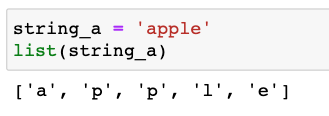 string_a = 'apple'
list(string_a)
['a', 'p', 'p', 'l', 'e']